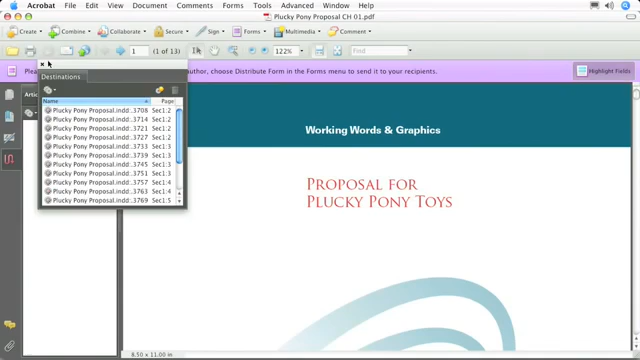 Acrobat File Edit View Document Comments Forms Tools Advanced Window Help
Plucky Pony Proposal CH 01.pdf
Create Combine Collaborate Secure Sign Forms Multimedia Comment
1 (1 of 13) 122% Find
Plea
author, choose Distribute Form in the Forms menu to send it to your recipients.
Highlight Fields
Artic
Destinations
Name Page
Plucky Pony Proposal.indd:.3708 Sec1:2
Plucky Pony Proposal.indd:.3714 Sec1:2
Plucky Pony Proposal.indd:.3721 Sec1:2
Plucky Pony Proposal.indd:.3727 Sec1:2
Plucky Pony Proposal.indd:.3733 Sec1:3
Plucky Pony Proposal.indd:.3739 Sec1:3
Plucky Pony Proposal.indd:.3745 Sec1:3
Plucky Pony Proposal.indd:.3751 Sec1:3
Plucky Pony Proposal.indd:.3757 Sec1:4
Plucky Pony Proposal.indd:.3763 Sec1:4
Plucky Pony Proposal.indd:.3769 Sec1:5
Working Words & Graphics
Proposal for
Plucky Pony Toys
8.50 x 11.00 in